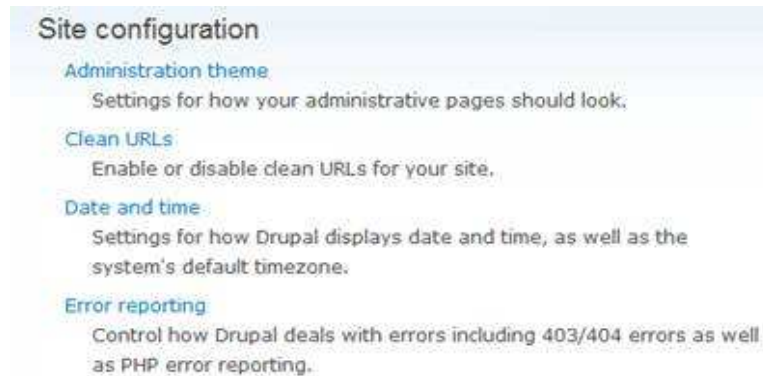 Site configuration
Administration theme
Settings for how your administrative pages should look.
Clean URLs
Enable or disable clean URLs for your site.
Date and time
Settings for how Drupal displays date and time, as well as the
system's default timezone.
Error reporting
Control how Drupal deals with errors including 403/404 errors as well
as PHP error reporting.